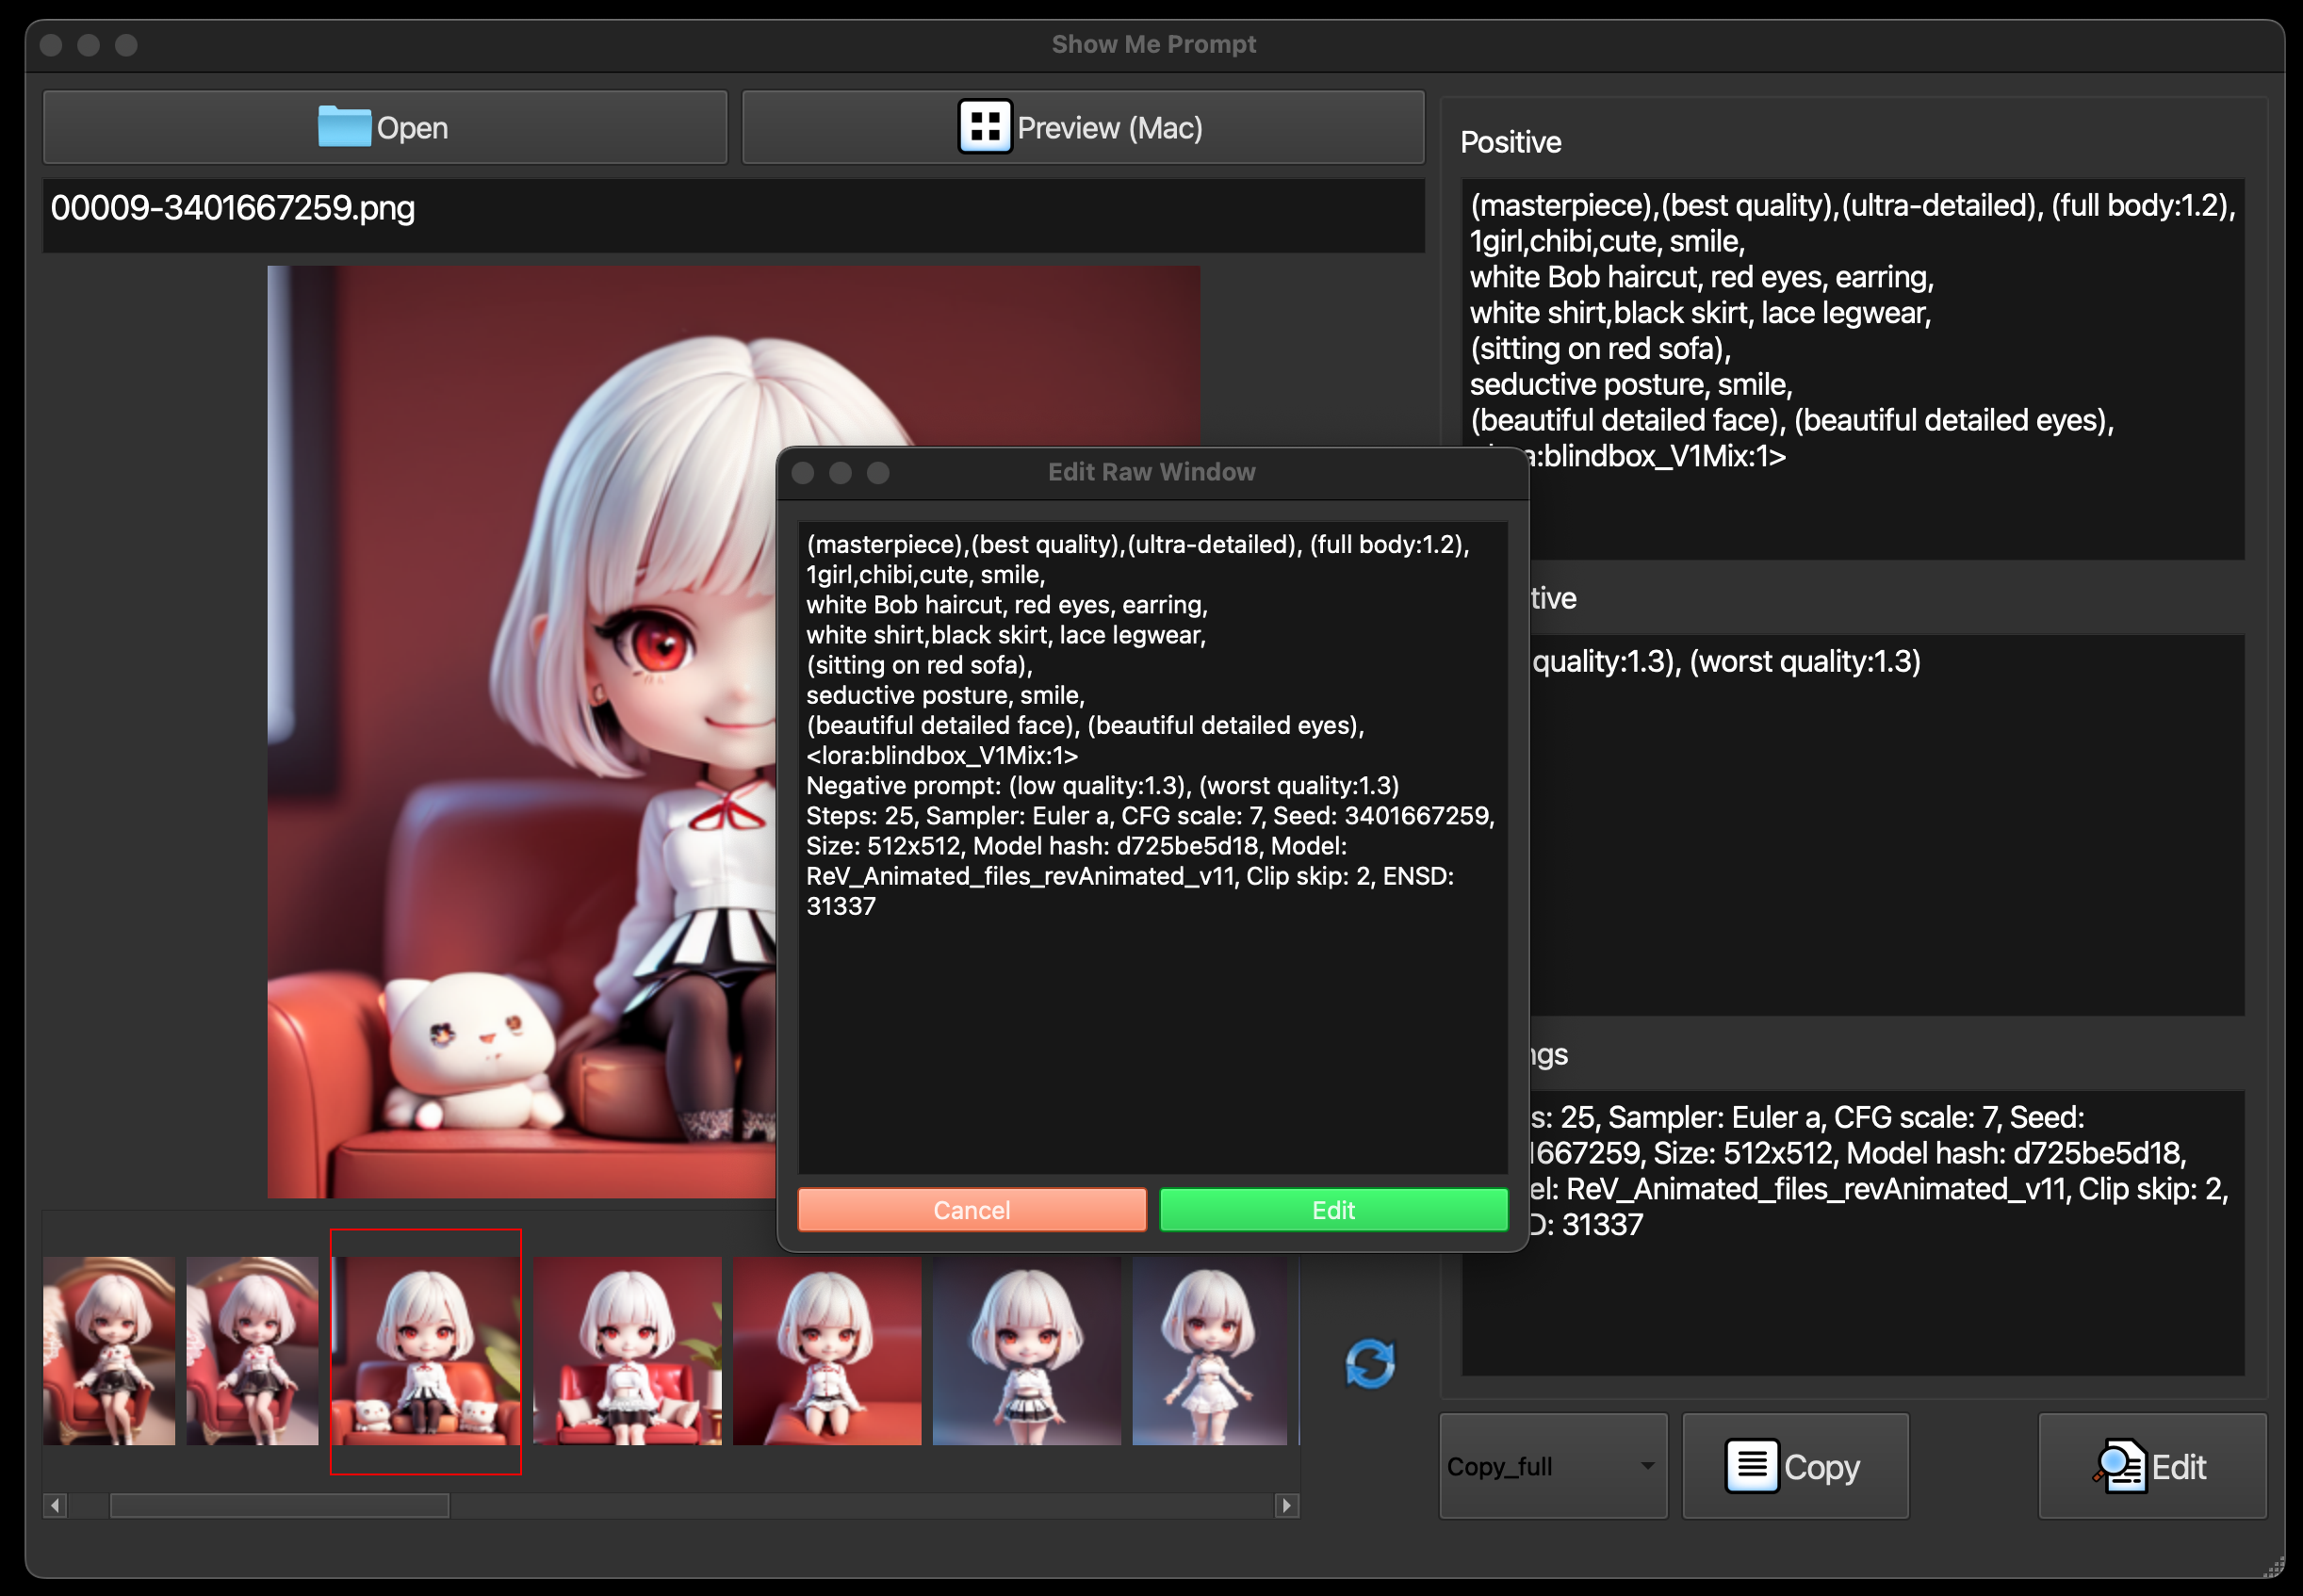 Show Me Prompt
Open
Preview (Mac)
00009-3401667259.png
Positive
(masterpiece),(best quality),(ultra-detailed), (full body:1.2),
1girl,chibi,cute, smile,
white Bob haircut, red eyes, earring,
white shirt,black skirt, lace legwear,
(sitting on red sofa),
seductive posture, smile,
(beautiful detailed face), (beautiful detailed eyes),
a:blindbox_V1Mix:1>
tive
quality:1.3), (worst quality:1.3)
ngs
s: 25, Sampler: Euler a, CFG scale: 7, Seed:
1667259, Size: 512x512, Model hash: d725be5d18,
el: ReV_Animated_files_revAnimated_v11, Clip skip: 2,
D: 31337
Edit Raw Window
(masterpiece),(best quality),(ultra-detailed), (full body:1.2),
1girl,chibi,cute, smile,
white Bob haircut, red eyes, earring,
white shirt,black skirt, lace legwear,
(sitting on red sofa),
seductive posture, smile,
(beautiful detailed face), (beautiful detailed eyes),
<lora:blindbox_V1Mix:1>
Negative prompt: (low quality:1.3), (worst quality:1.3)
Steps: 25, Sampler: Euler a, CFG scale: 7, Seed: 3401667259,
Size: 512x512, Model hash: d725be5d18, Model:
ReV_Animated_files_revAnimated_v11, Clip skip: 2, ENSD:
31337
Cancel
Edit
Copy_full
Copy
Edit